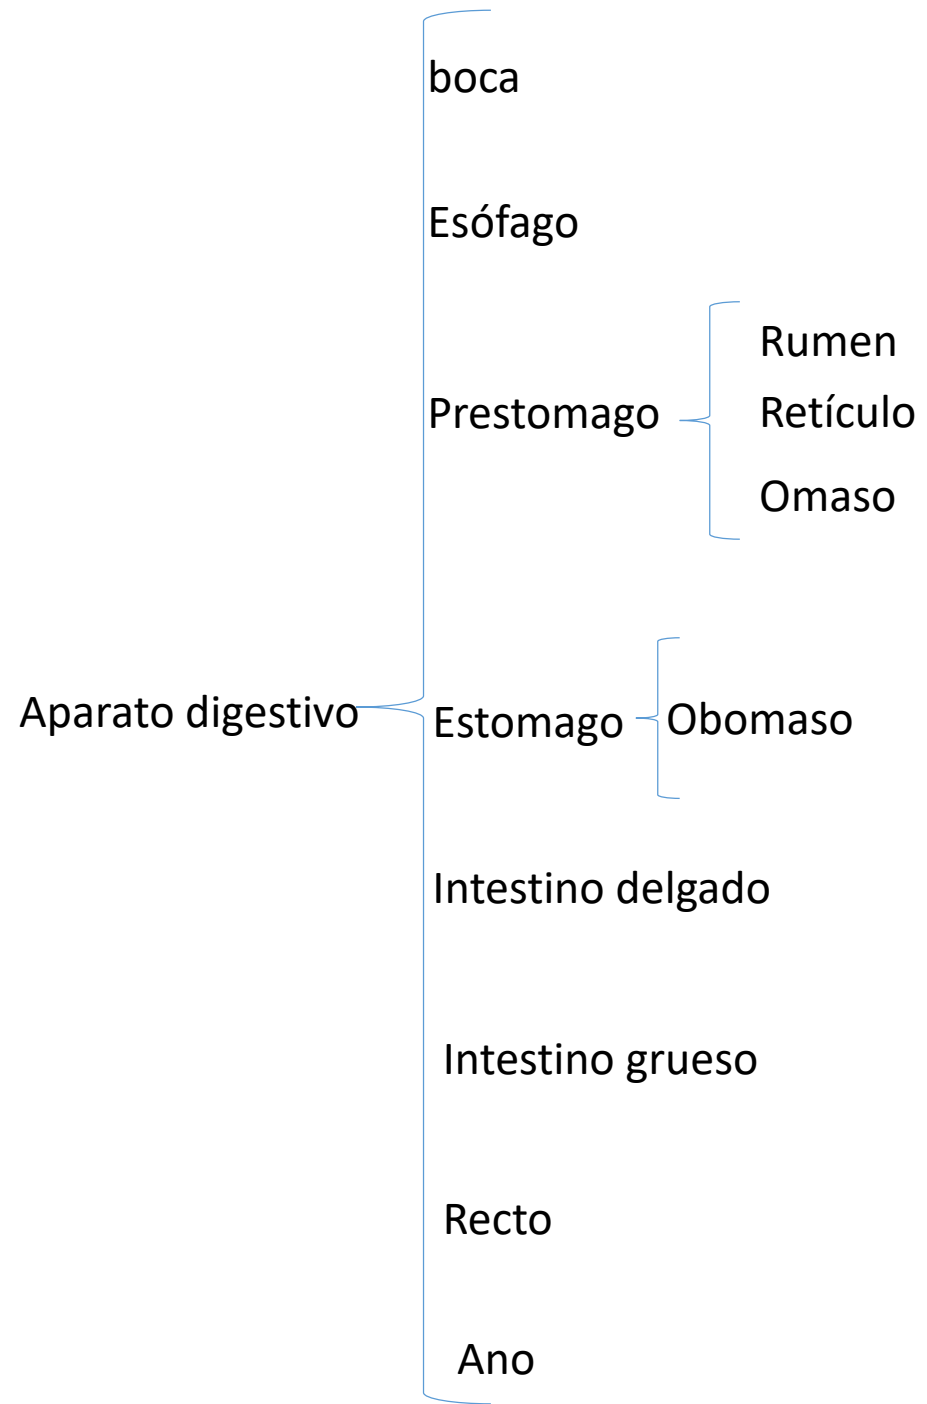 boca
Esófago
Prestomago
Rumen
Retículo
Omaso
Aparato digestivo
Estomago
Obomaso
Intestino delgado
Intestino grueso
Recto
Ano